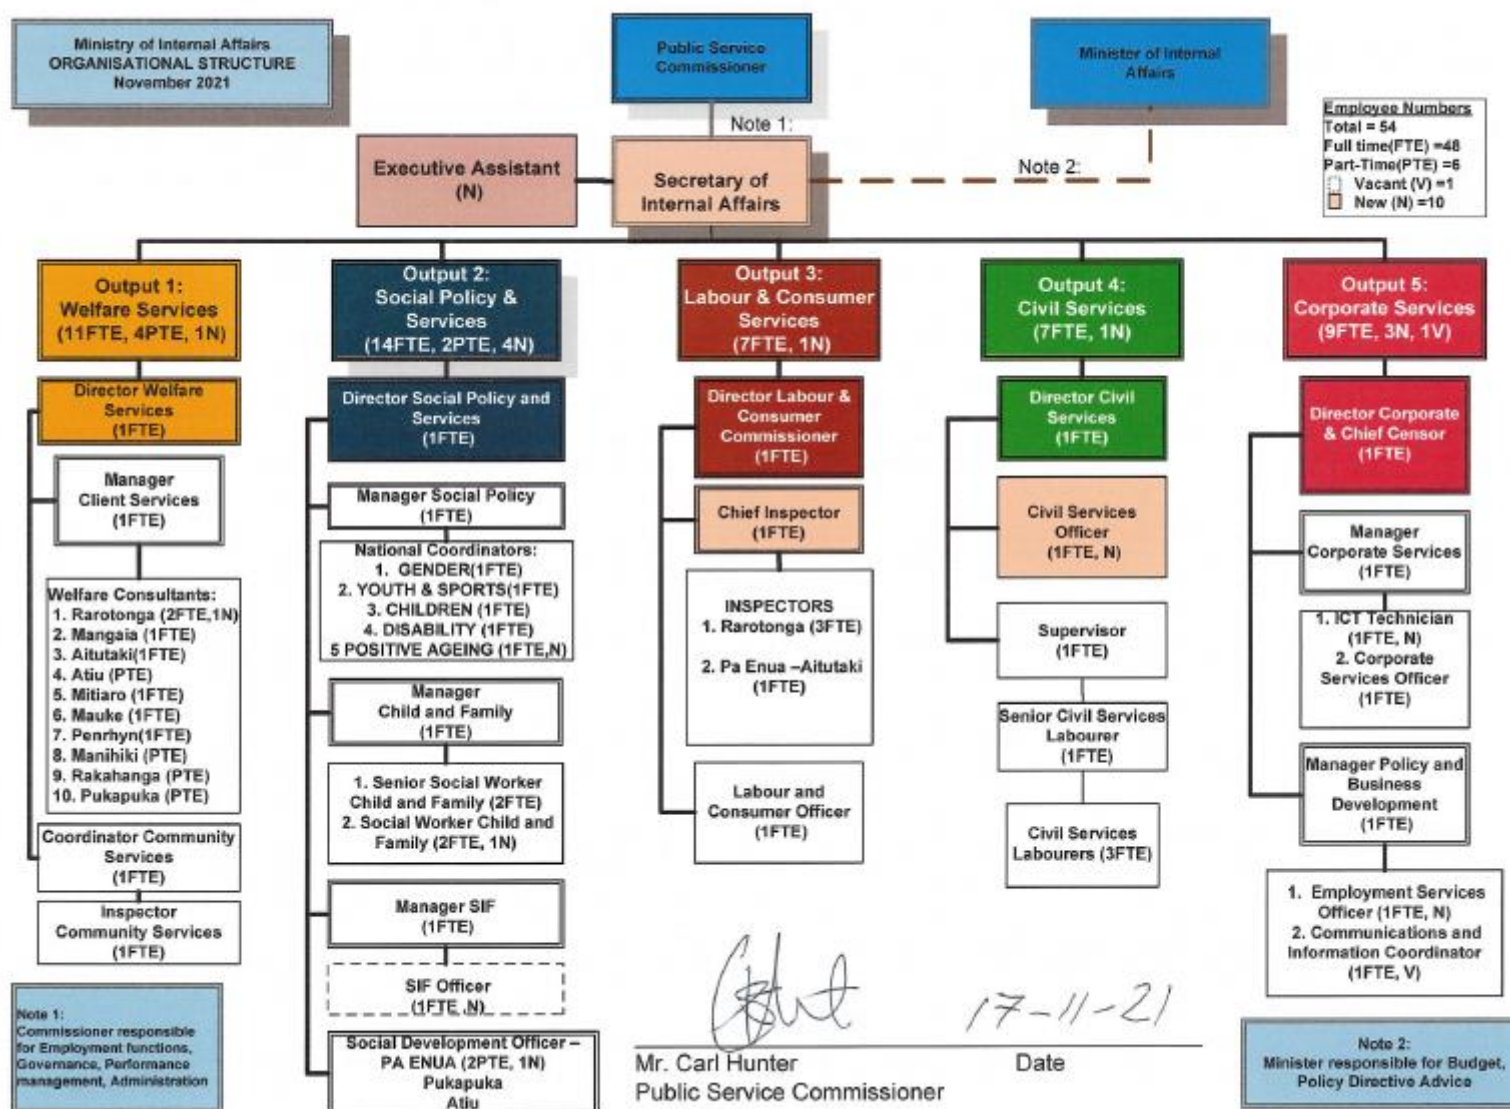 Ministry of Internal Affairs
ORGANISATIONAL STRUCTURE
November 2021
Public Service
Commissioner
Minister of Internal
Affairs
Note 1:
Employee Numbers
Total = 54
Full time(FTE) =48
Part-Time(PTE) =6
Vacant (V) =1
New (N) =10
Executive Assistant
(N)
Secretary of
Internal Affairs
Note 2:
Output 1:
Welfare Services
(11FTE, 4PTE, 1N)
Director Welfare
Services
(1FTE)
Manager
Client Services
(1FTE)
Welfare Consultants:
1. Rarotonga (2FTE,1N)
2. Mangaia (1FTE)
3. Aitutaki(1FTE)
4. Atiu (PTE)
5. Mitiaro (1FTE)
6. Mauke (1FTE)
7. Penrhyn(1FTE)
8. Manihiki (PTE)
9. Rakahanga (PTE)
10. Pukapuka (PTE)
Coordinator Community
Services
(1FTE)
Inspector
Community Services
(1FTE)
Note 1:
Commissioner responsible
for Employment functions,
Governance, Performance
management, Administration
Output 2:
Social Policy &
Services
(14FTE, 2PTE, 4N)
Director Social Policy and
Services
(1FTE)
Manager Social Policy
(1FTE)
National Coordinators:
1. GENDER(1FTE)
2. YOUTH & SPORTS(1FTE)
3. CHILDREN (1FTE)
4. DISABILITY (1FTE)
5 POSITIVE AGEING (1FTE,N)
Manager
Child and Family
(1FTE)
1. Senior Social Worker
Child and Family (2FTE)
2. Social Worker Child and
Family (2FTE, 1N)
Manager SIF
(1FTE)
SIF Officer
(1FTE ,N)
Social Development Officer –
PA ENUA (2PTE, 1N)
Pukapuka
Atiu
Output 3:
Labour & Consumer
Services
(7FTE, 1N)
Director Labour &
Consumer
Commissioner
(1FTE)
Chief Inspector
(1FTE)
INSPECTORS
1. Rarotonga (3FTE)
2. Pa Enua –Aitutaki
(1FTE)
Labour and
Consumer Officer
(1FTE)
Output 4:
Civil Services
(7FTE, 1N)
Director Civil
Services
(1FTE)
Civil Services
Officer
(1FTE, N)
Supervisor
(1FTE)
Senior Civil Services
Labourer
(1FTE)
Civil Services
Labourers (3FTE)
Output 5:
Corporate Services
(9FTE, 3N, 1V)
Director Corporate
& Chief Censor
(1FTE)
Manager
Corporate Services
(1FTE)
1. ICT Technician
(1FTE, N)
2. Corporate
Services Officer
(1FTE)
Manager Policy and
Business
Development
(1FTE)
1. Employment Services
Officer (1FTE, N)
2. Communications and
Information Coordinator
(1FTE, V)
17-11-21
Mr. Carl Hunter
Date
Public Service Commissioner
Note 2:
Minister responsible for Budget,
Policy Directive Advice